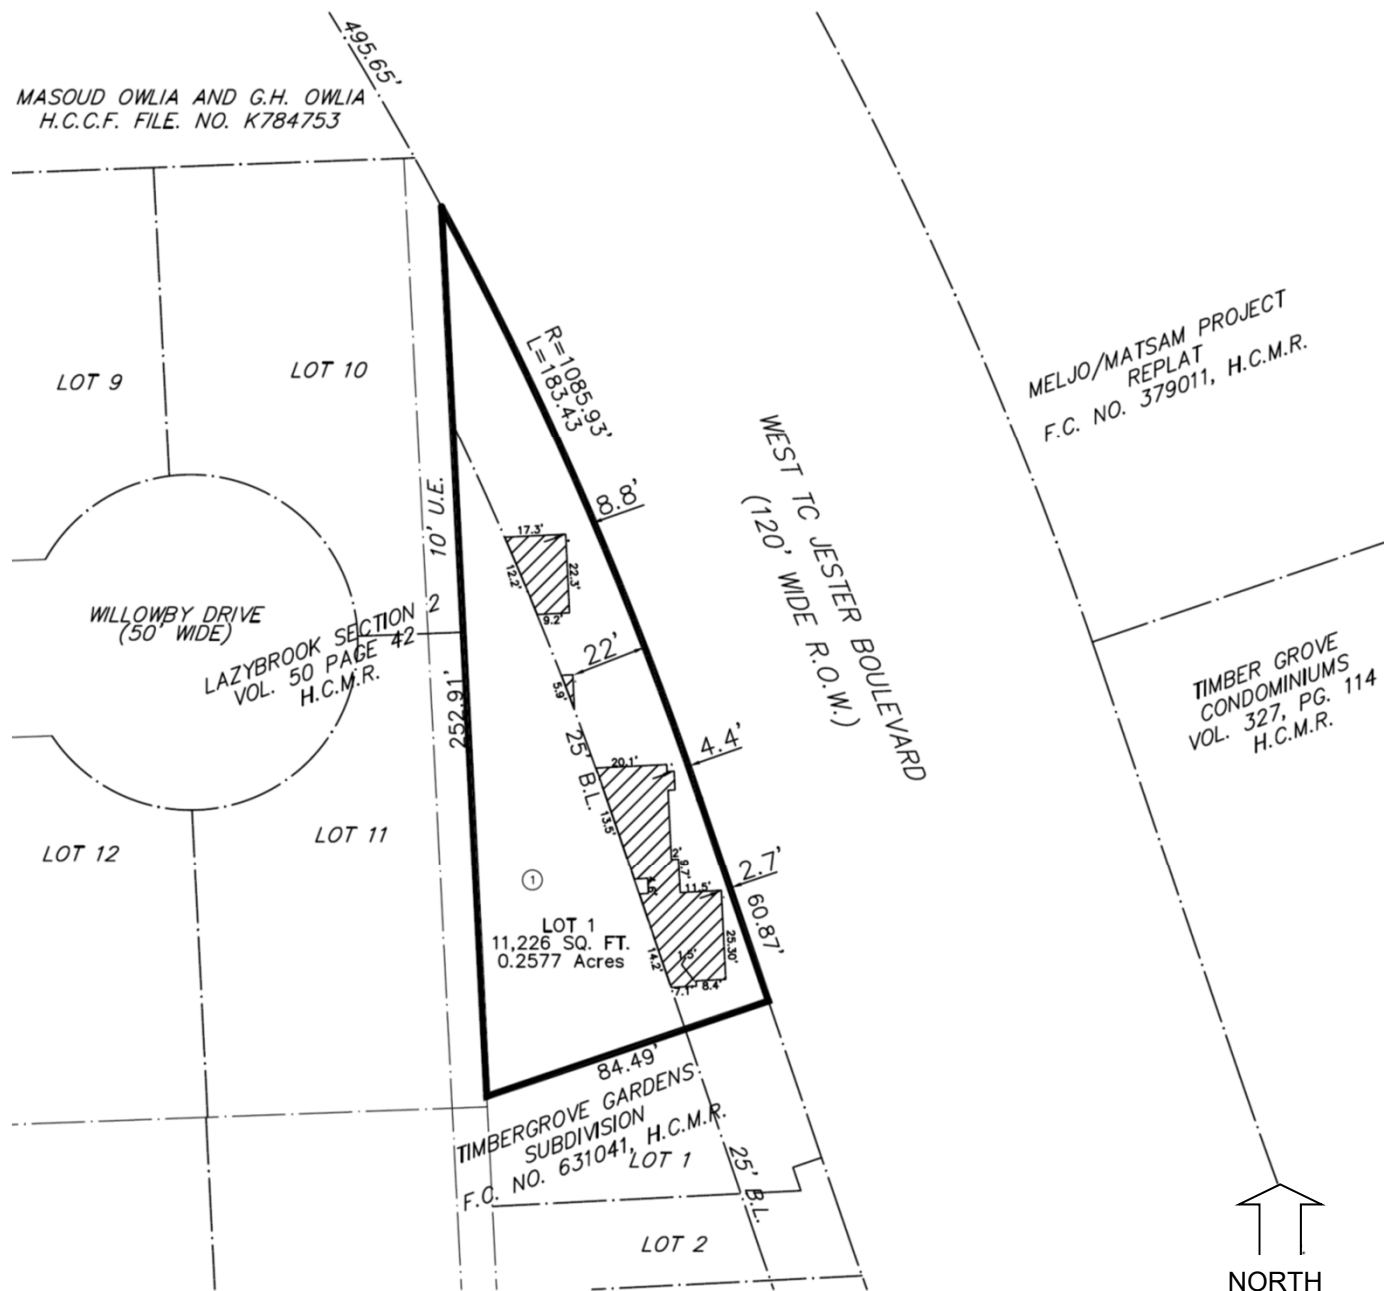 495.65'
MASOUD OWLIA AND G.H. OWLIA
H.C.C.F. FILE. NO. K784753
LOT 9
LOT 10
R=1085.93'
L=183.43
MELJO/MATSAM PROJECT
REPLAT
F.C. NO. 379011, H.C.M.R.
WEST TC JESTER BOULEVARD
(120' WIDE R.O.W.)
8.8'
10' U.E.
17.3'
12.2'
22.3'
9.2'
WILLOWBY DRIVE
(50' WIDE)
LAZYBROOK SECTION 2
VOL. 50 PAGE 42
H.C.M.R.
22'
5.9'
252.91'
TIMBER GROVE
CONDOMINIUMS
VOL. 327, PG. 114
H.C.M.R.
25' B.L.
4.4'
20.1'
13.5'
LOT 11
LOT 12
2'
9.7'
11.5'
2.7'
60.87'
1
LOT 1
11,226 SQ. FT.
0.2577 Acres
14.2'
1.5'
25.30'
7.1'
8.4'
84.49'
TIMBERGROVE GARDENS
SUBDIVISION
F.C. NO. 631041, H.C.M.R.
LOT 1
25' B.L.
LOT 2
NORTH